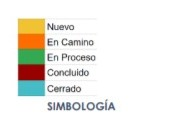 Nuevo
En Camino
En Proceso
Concluido
Cerrado
SIMBOLOGÍA